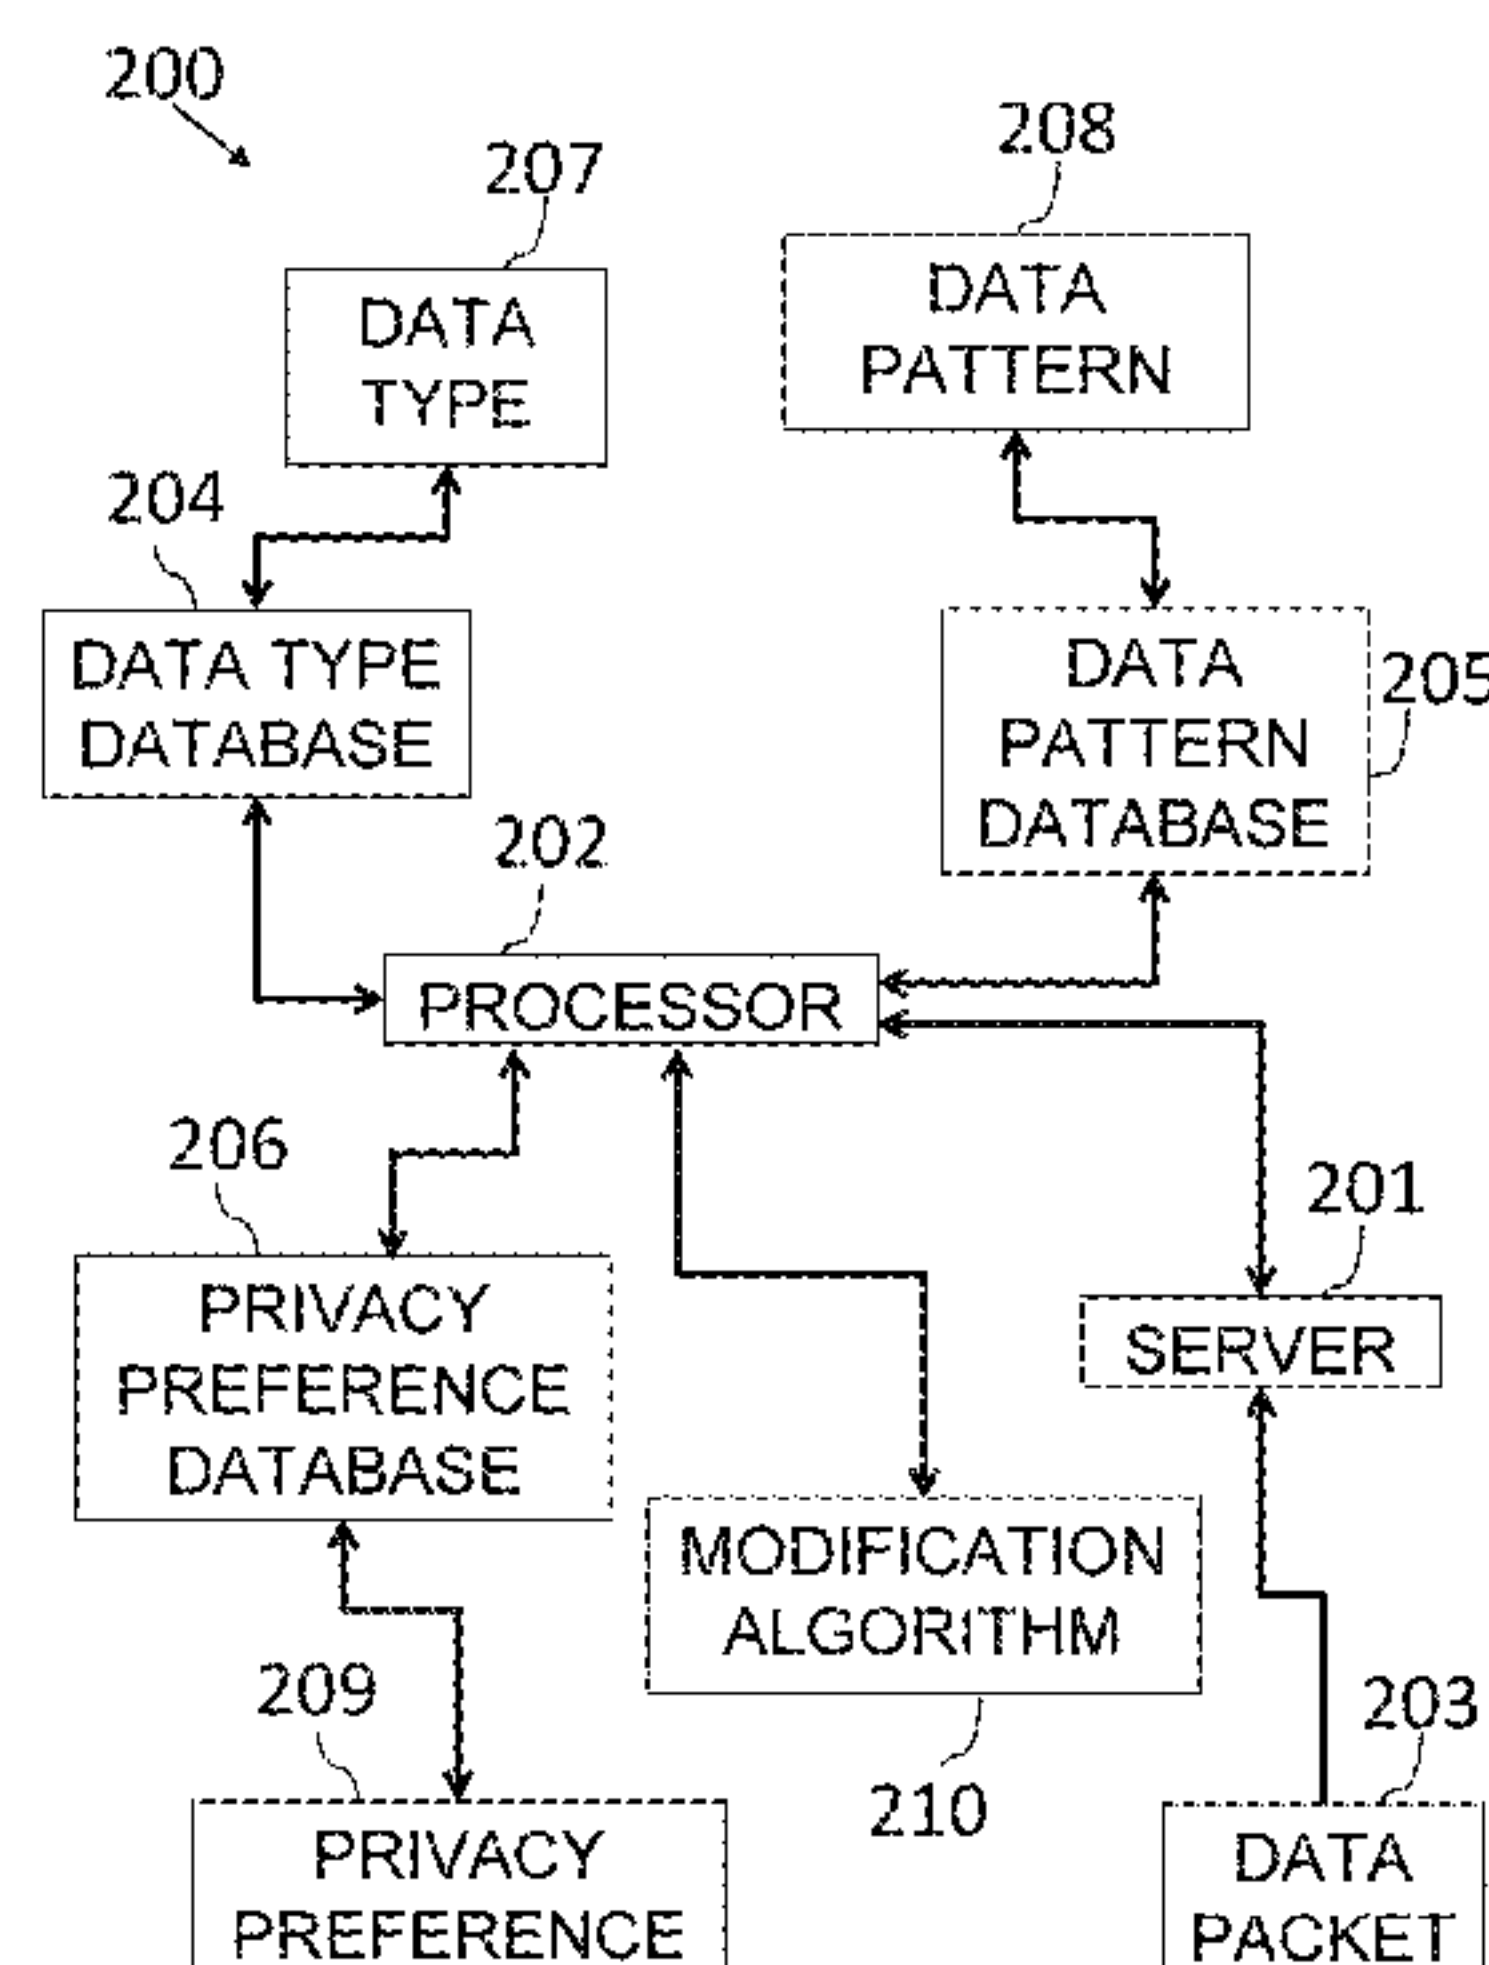 200
207
208
DATA
TYPE
DATA
PATTERN
204
DATA TYPE
DATABASE
DATA
PATTERN
DATABASE
205
202
PROCESSOR
206
201
PRIVACY
PREFERENCE
DATABASE
SERVER
MODIFICATION
ALGORITHM
209
203
210
PRIVACY
PREFERENCE
DATA
PACKET